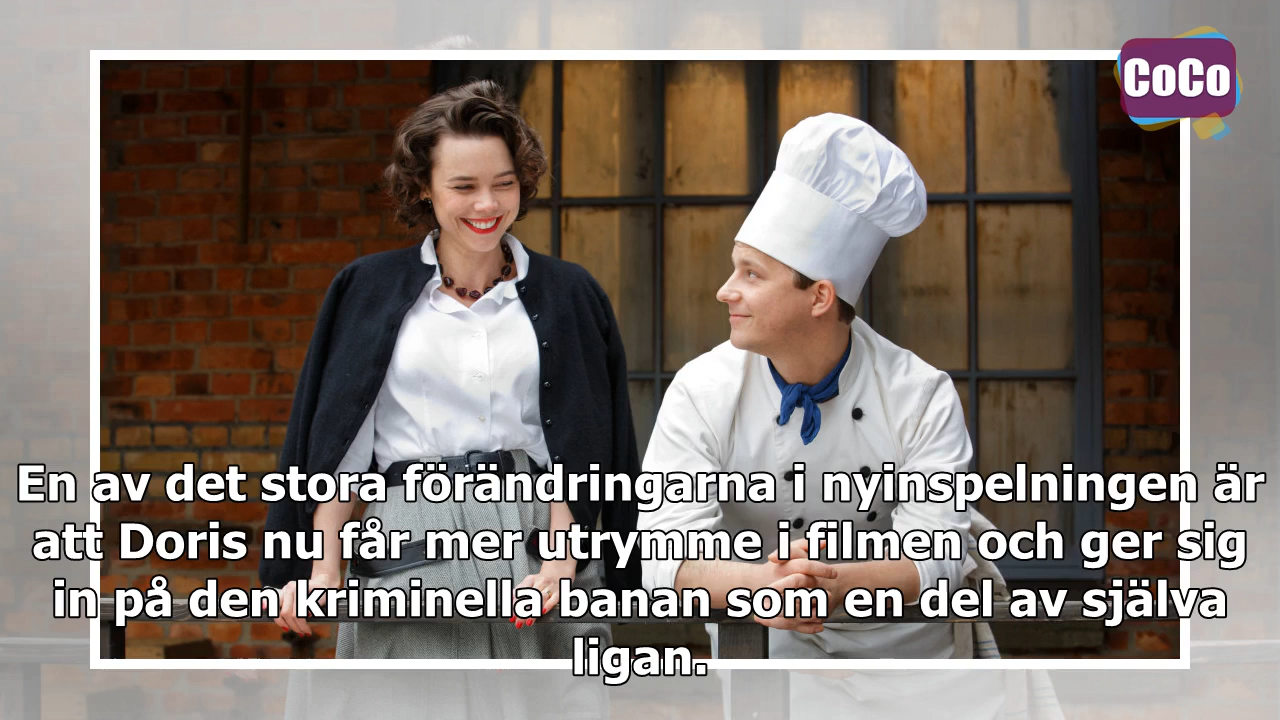 CoCo
En av det stora förändringarna i nyinspelningen är
att Doris nu får mer utrymme i filmen och ger sig
in på den kriminella banan som en del av själva
ligan.